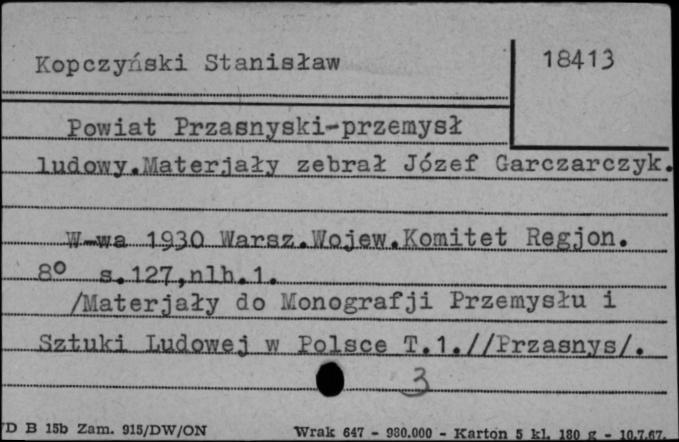 Kopczyński Stanisław
18413
Powiat Przasnyski-przemysł
ludowy.Materjały zebrał Józef Garczarczyk.
W-wa 1930 Warsz.Wojew.Komitet Regjon.
8° s.127,nlb.1.
/Materjały do Monografji Przemysłu i
Sztuki Ludowej w Polsce T.1.//Przasnys/.
3
/D B 15b Zam. 915/DW/ON
Wrak 647 - 980.000 - Karton 5 kl. 180 g - 10.7.67.